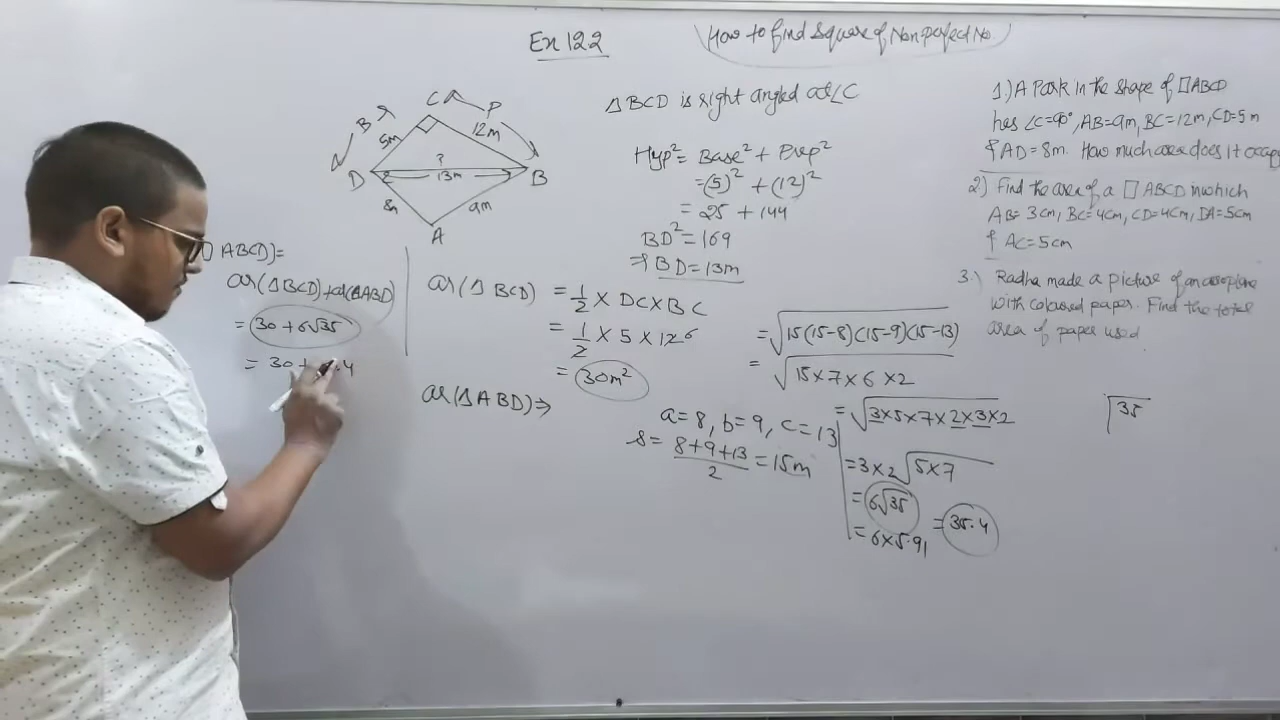 Ex 12.2
How to find Square of Non perfect No.
C P
B
5m 12m
?
D 13m B
8m 9m
A
△BCD is right angled at ∠C
Hyp² = Base² + Prep²
= (5)² + (12)²
= 25 + 144
BD² = 169
⇒ BD = 13m
□ABCD) =
ar(△BCD) + ar(△ABD)
= 30 + 6√35
= 30 + .4
ar(△BCD) = 1/2 × DC × BC
= 1/2 × 5 × 12 6
= 30m²
ar(△ABD) ⇒
a = 8, b = 9, c = 13
s = 8+9+13/2 = 15m
= √15(15-8)(15-9)(15-13)
= √15×7×6×2
= √3×5×7×2×3×2
= 3×2√5×7
= 6√35
= 6×5.91 = 35.4
√35
1.) A Park in the shape of □ABCD
has ∠C=90°, AB=9m, BC=12m, CD=5m
& AD=8m. How much area does it occup
2) Find the area of a □ABCD in which
AB=3cm, BC=4cm, CD=4cm, DA=5cm
& AC=5cm
3.) Radha made a picture of an aeroplane
with coloured paper. Find the total
area of paper used